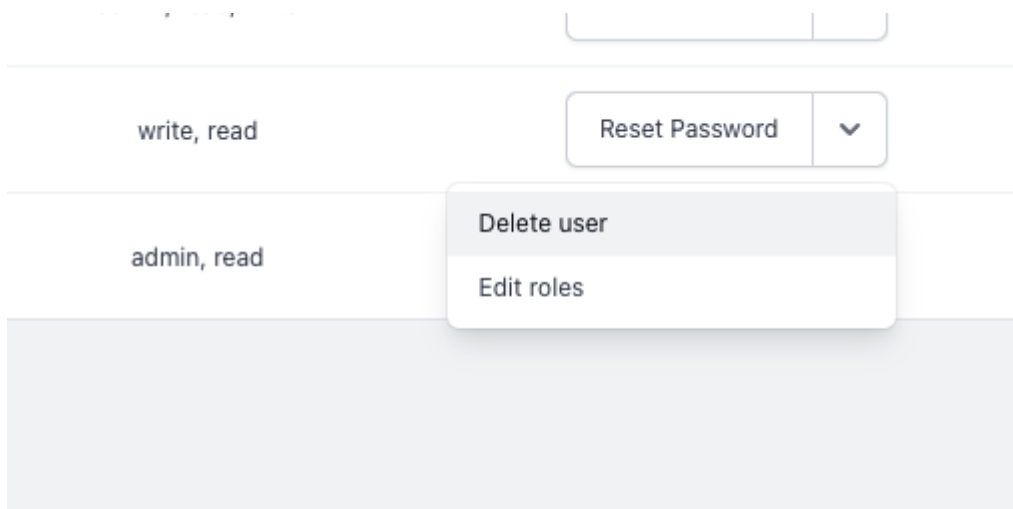 write, read
Reset Password
Delete user
admin, read
Edit roles